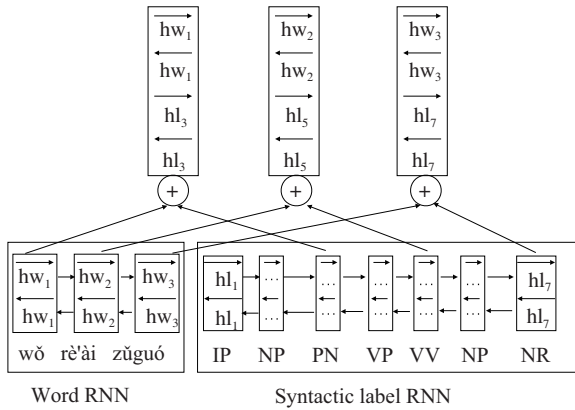 hw₁ hw₂ hw₃
hw₁ hw₂ hw₃
hl₃ hl₅ hl₇
hl₃ hl₅ hl₇
+ + +
hw₁ hw₂ hw₃ hl₁ ... ... ... ... ... hl₇
hw₁ hw₂ hw₃ hl₁ ... ... ... ... ... hl₇
wǒ rè'ài zǔguó IP NP PN VP VV NP NR
Word RNN Syntactic label RNN